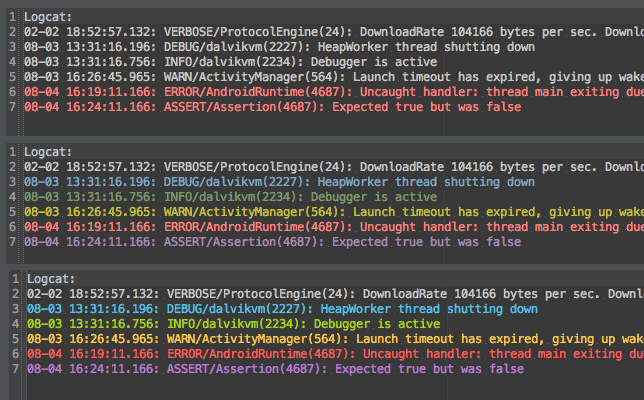 1 Logcat:
2 02-02 18:52:57.132: VERBOSE/ProtocolEngine(24): DownloadRate 104166 bytes per sec. Down
3 08-03 13:31:16.196: DEBUG/dalvikvm(2227): HeapWorker thread shutting down
4 08-03 13:31:16.756: INFO/dalvikvm(2234): Debugger is active
5 08-03 16:26:45.965: WARN/ActivityManager(564): Launch timeout has expired, giving up wake
6 08-04 16:19:11.166: ERROR/AndroidRuntime(4687): Uncaught handler: thread main exiting due
7 08-04 16:24:11.166: ASSERT/Assertion(4687): Expected true but was false
1 Logcat:
2 02-02 18:52:57.132: VERBOSE/ProtocolEngine(24): DownloadRate 104166 bytes per sec. Down
3 08-03 13:31:16.196: DEBUG/dalvikvm(2227): HeapWorker thread shutting down
4 08-03 13:31:16.756: INFO/dalvikvm(2234): Debugger is active
5 08-03 16:26:45.965: WARN/ActivityManager(564): Launch timeout has expired, giving up wake
6 08-04 16:19:11.166: ERROR/AndroidRuntime(4687): Uncaught handler: thread main exiting due
7 08-04 16:24:11.166: ASSERT/Assertion(4687): Expected true but was false
1 Logcat:
2 02-02 18:52:57.132: VERBOSE/ProtocolEngine(24): DownloadRate 104166 bytes per sec. Down
3 08-03 13:31:16.196: DEBUG/dalvikvm(2227): HeapWorker thread shutting down
4 08-03 13:31:16.756: INFO/dalvikvm(2234): Debugger is active
5 08-03 16:26:45.965: WARN/ActivityManager(564): Launch timeout has expired, giving up wake
6 08-04 16:19:11.166: ERROR/AndroidRuntime(4687): Uncaught handler: thread main exiting du
7 08-04 16:24:11.166: ASSERT/Assertion(4687): Expected true but was false